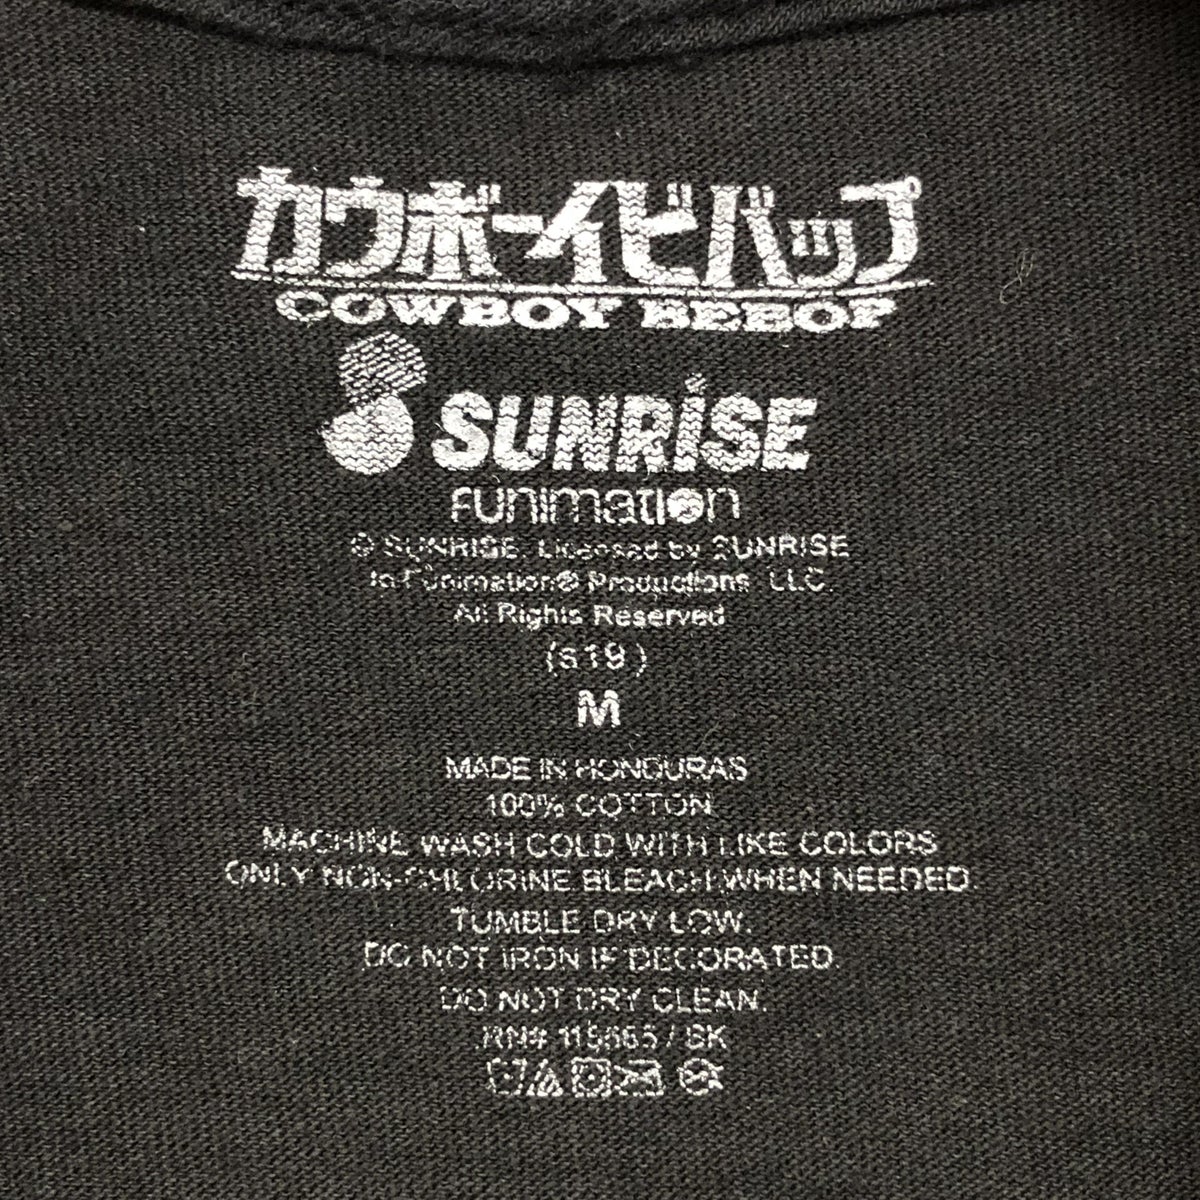 カウボーイビバップ
COWBOY BEBOP
SUNRiSE
FUnimation
© SUNRISE. Licensed by SUNRISE
to Funimation® Productions, LLC.
All Rights Reserved
(s19)
M
MADE IN HONDURAS
100% COTTON
MACHINE WASH COLD WITH LIKE COLORS
ONLY NON-CHLORINE BLEACH WHEN NEEDED.
TUMBLE DRY LOW.
DO NOT IRON IF DECORATED.
DO NOT DRY CLEAN.
RN# 115665 / SK